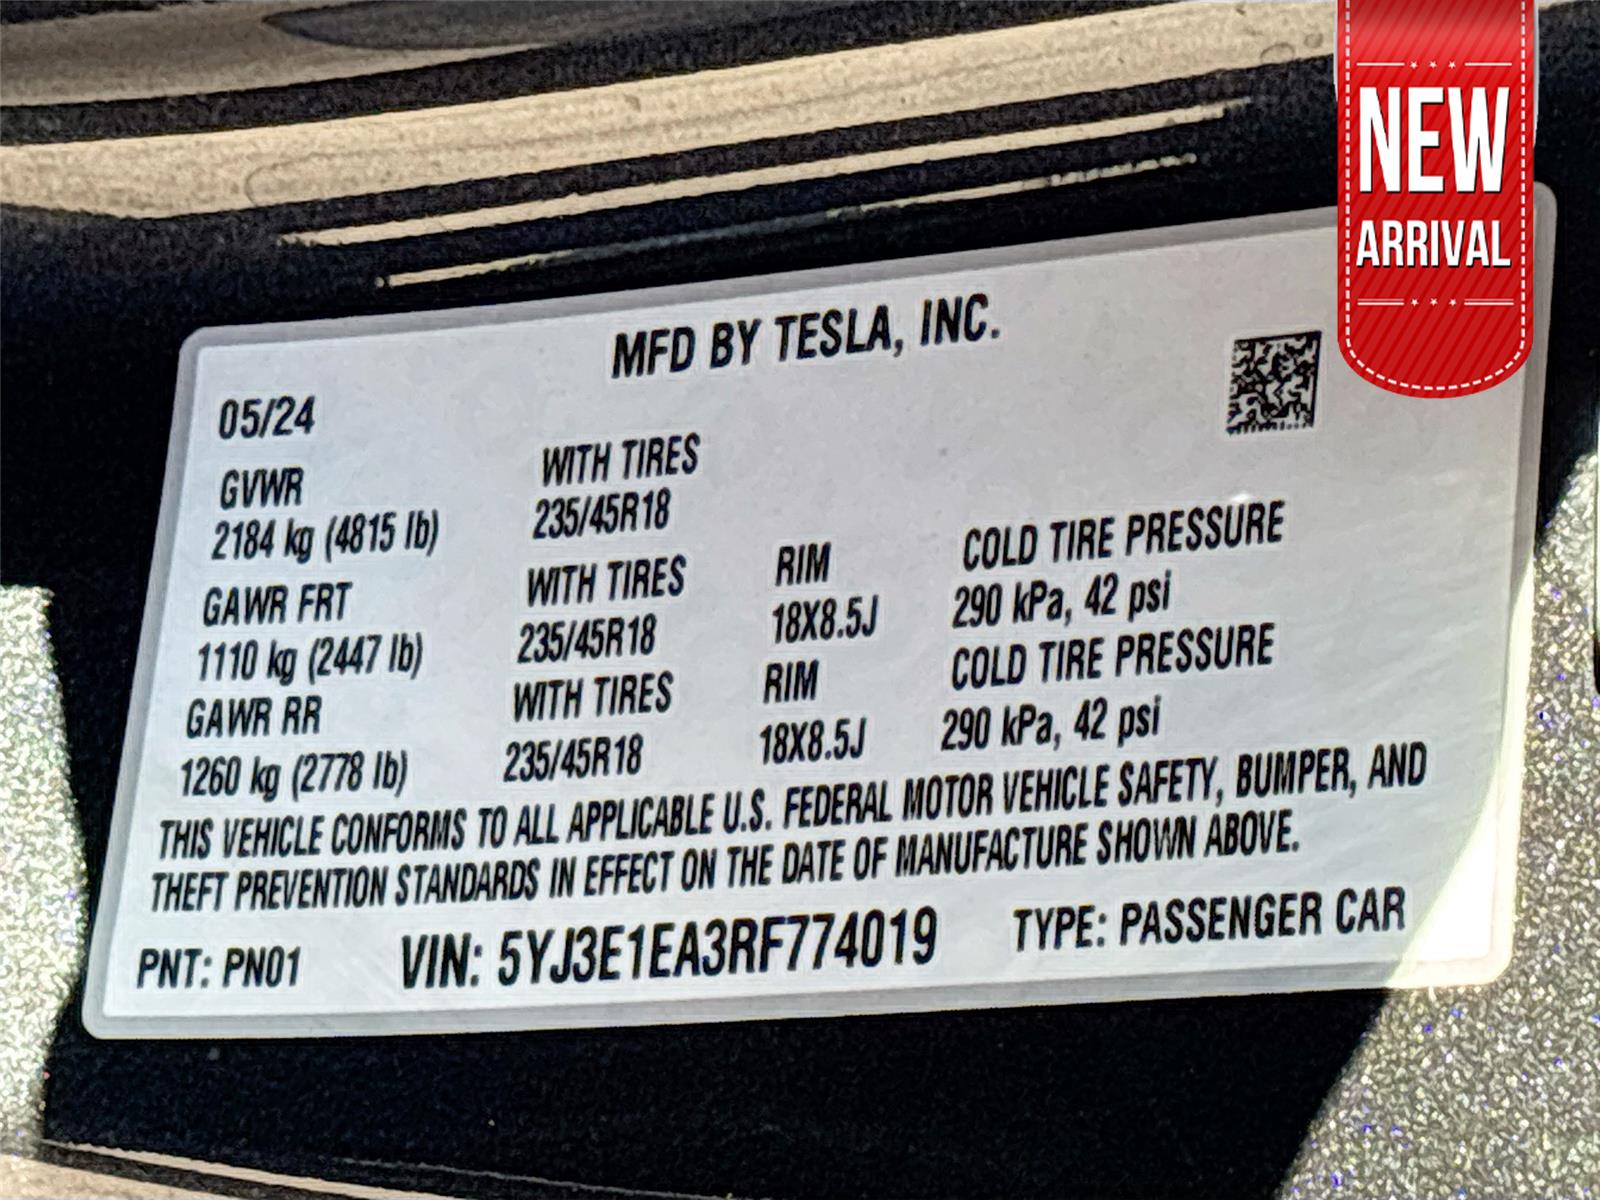 NEW
ARRIVAL
MFD BY TESLA, INC.
05/24
GVWR
2184 kg (4815 lb)
WITH TIRES
235/45R18
GAWR FRT
1110 kg (2447 lb)
WITH TIRES
235/45R18
RIM
18X8.5J
COLD TIRE PRESSURE
290 kPa, 42 psi
GAWR RR
1260 kg (2778 lb)
WITH TIRES
235/45R18
RIM
18X8.5J
COLD TIRE PRESSURE
290 kPa, 42 psi
THIS VEHICLE CONFORMS TO ALL APPLICABLE U.S. FEDERAL MOTOR VEHICLE SAFETY, BUMPER, AND
THEFT PREVENTION STANDARDS IN EFFECT ON THE DATE OF MANUFACTURE SHOWN ABOVE.
PNT: PN01 VIN: 5YJ3E1EA3RF774019 TYPE: PASSENGER CAR